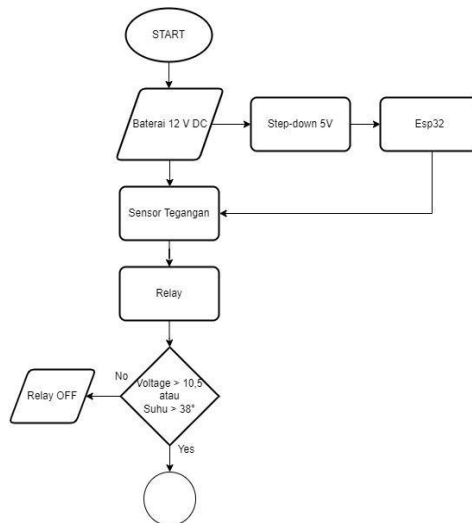 START
Baterai 12 V DC
Step-down 5V
Esp32
Sensor Tegangan
Relay
No
Voltage > 10,5
atau
Suhu > 38°
Relay OFF
Yes